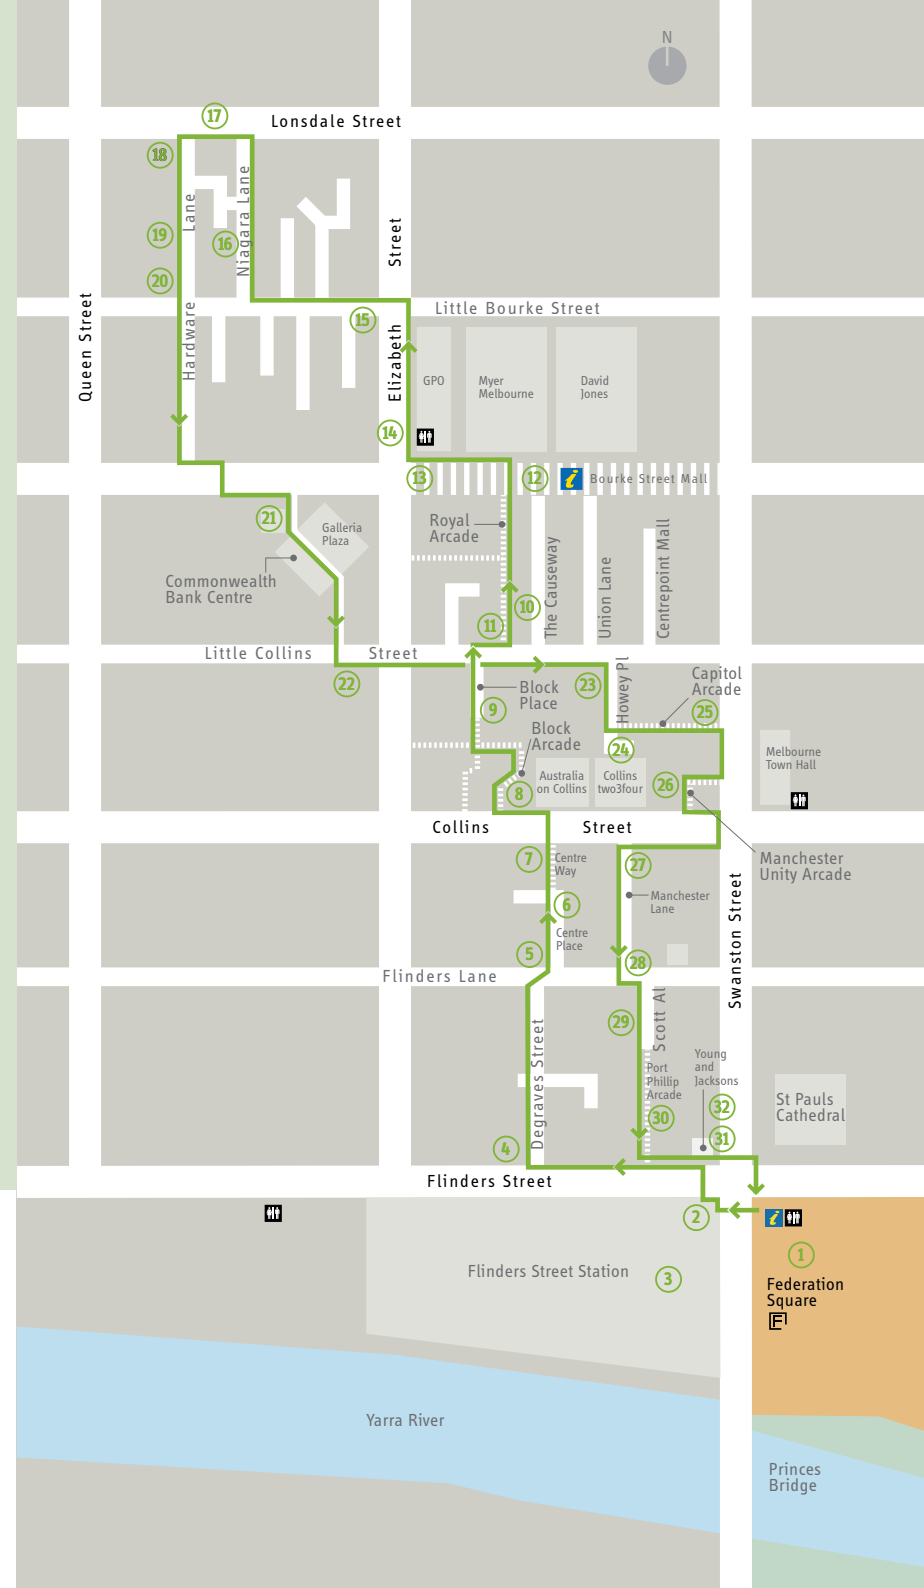 N
17
Lonsdale Street
18
Lane
Niagara Lane
19
16
Street
20
Queen Street
Little Bourke Street
15
Hardware
Elizabeth
GPO
Myer
Melbourne
David
Jones
14
13
12
i
Bourke Street Mall
21
Galleria
Plaza
Royal
Arcade
The Causeway
Union Lane
Centrepoint Mall
Commonwealth
Bank Centre
10
11
Little Collins
Street
22
23
Howey Pl
Capitol
Arcade
25
Block
Place
9
Block
Arcade
24
Melbourne
Town Hall
Australia
on Collins
Collins
two3four
26
8
Collins
Street
7
Centre
Way
27
Manchester
Unity Arcade
6
Manchester
Lane
Swanston Street
5
Centre
Place
28
Flinders Lane
29
Scott Al
Degraves Street
Young
and
Jacksons
Port
Phillip
Arcade
30
32
31
St Pauls
Cathedral
4
Flinders Street
2
i
1
Flinders Street Station
3
Federation
Square
F
Yarra River
Princes
Bridge